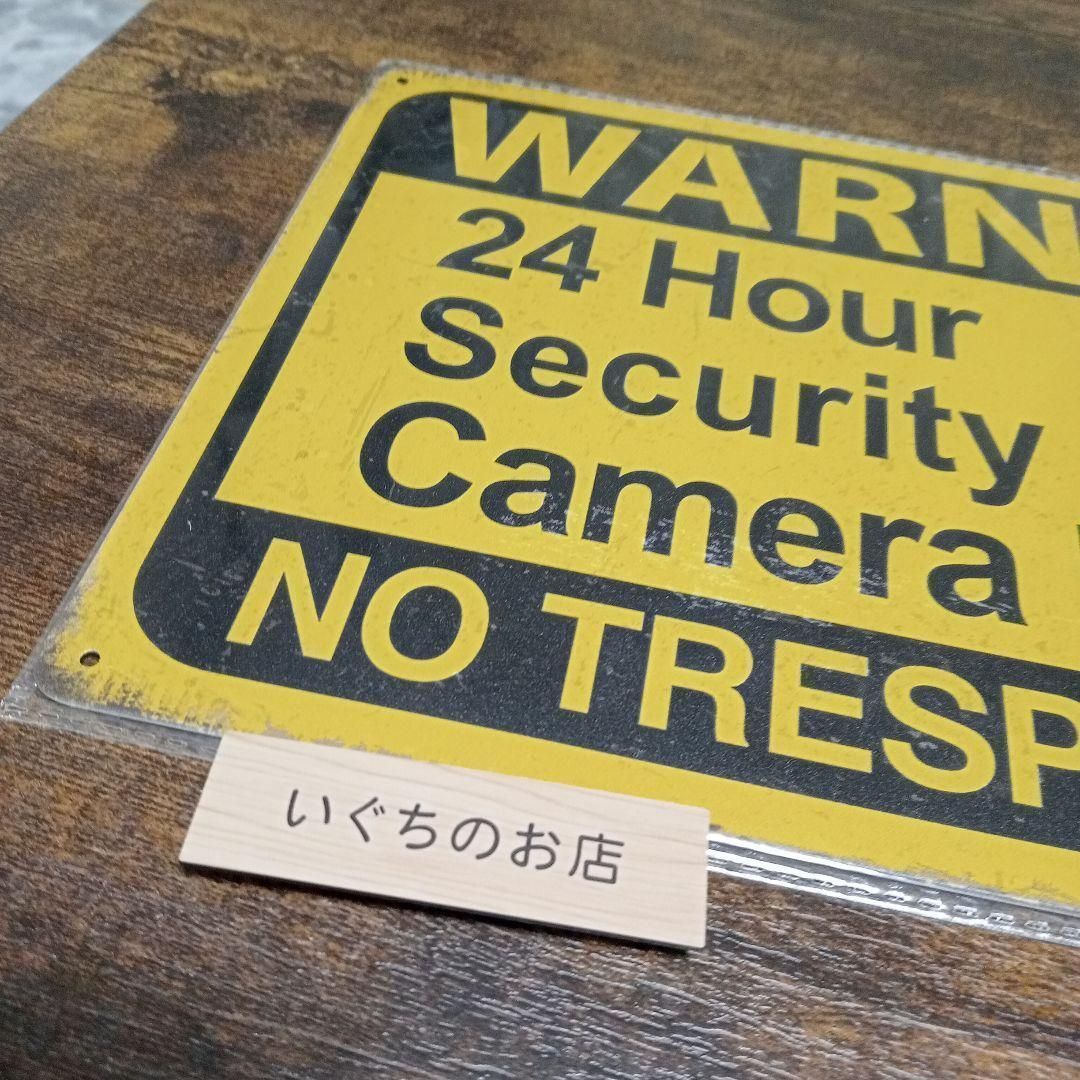 WARN
24 Hour
Security
Camera
NO TRESP
いぐちのお店